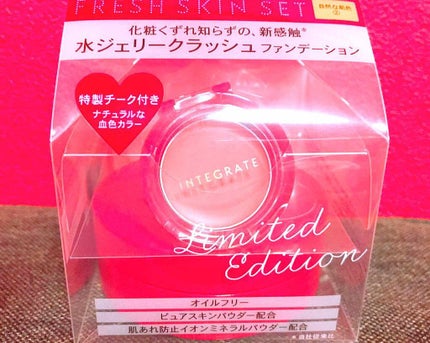 FRESH SKIN SET
自然な肌色
②
化粧くずれ知らずの、新感触*
水ジェリークラッシュ ファンデーション
特製チーク付き
ナチュラルな
血色カラー
INTEGRATE
Limited
Edition
オイルフリー
ピュアスキンパウダー配合
肌あれ防止イオンミネラルパウダー配合
*当社従来比